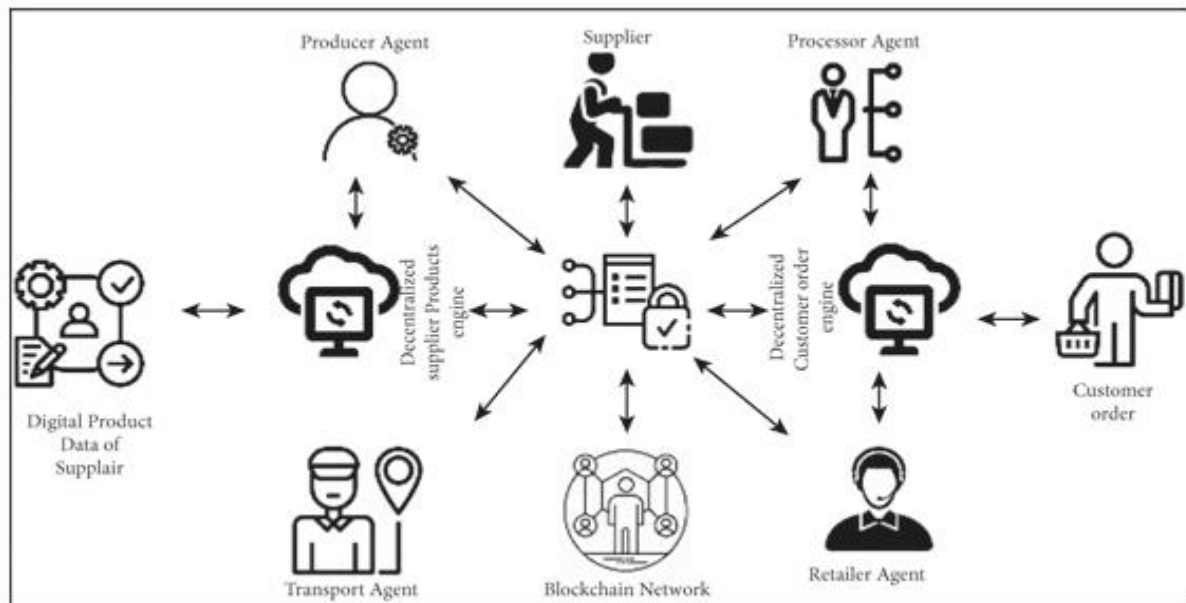 Producer Agent
Supplier
Processor Agent
Decentralized
supplier Products
engine
Decentralized
Customer order
engine
Digital Product
Data of
Supplair
Customer
order
Transport Agent
Blockchain Network
Retailer Agent